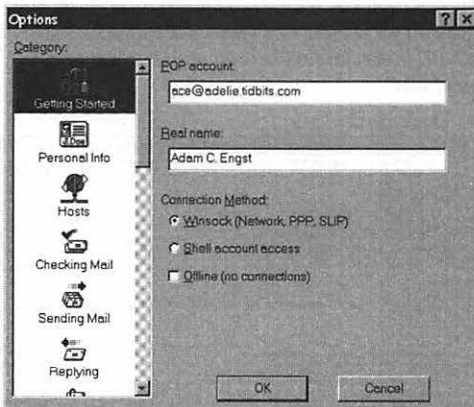 Options
Category:
Getting Started
J.Doe
Personal Info
Hosts
Checking Mail
Sending Mail
Replying
POP account:
ace@adelie.tidbits.com
Real name:
Adam C. Engst
Connection Method:
Winsock (Network, PPP, SLIP)
Shell account access
Offline (no connections)
OK
Cancel